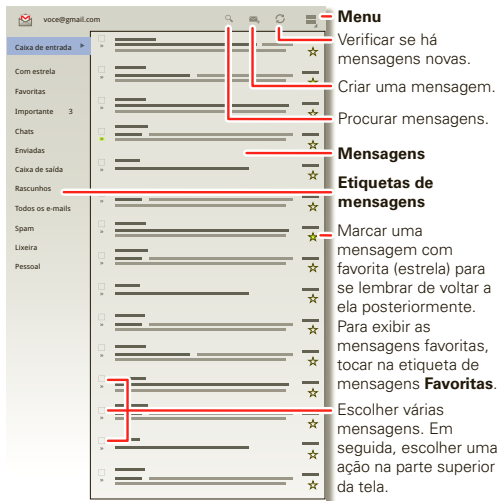 voce@gmail.com
Caixa de entrada
Com estrela
Favoritas
Importante 3
Chats
Enviadas
Caixa de saída
Rascunhos
Todos os e-mails
Spam
Lixeira
Pessoal
Menu
Verificar se há
mensagens novas.
Criar uma mensagem.
Procurar mensagens.
Mensagens
Etiquetas de
mensagens
Marcar uma
mensagem com
favorita (estrela) para
se lembrar de voltar a
ela posteriormente.
Para exibir as
mensagens favoritas,
tocar na etiqueta de
mensagens Favoritas.
Escolher várias
mensagens. Em
seguida, escolher uma
ação na parte superior
da tela.